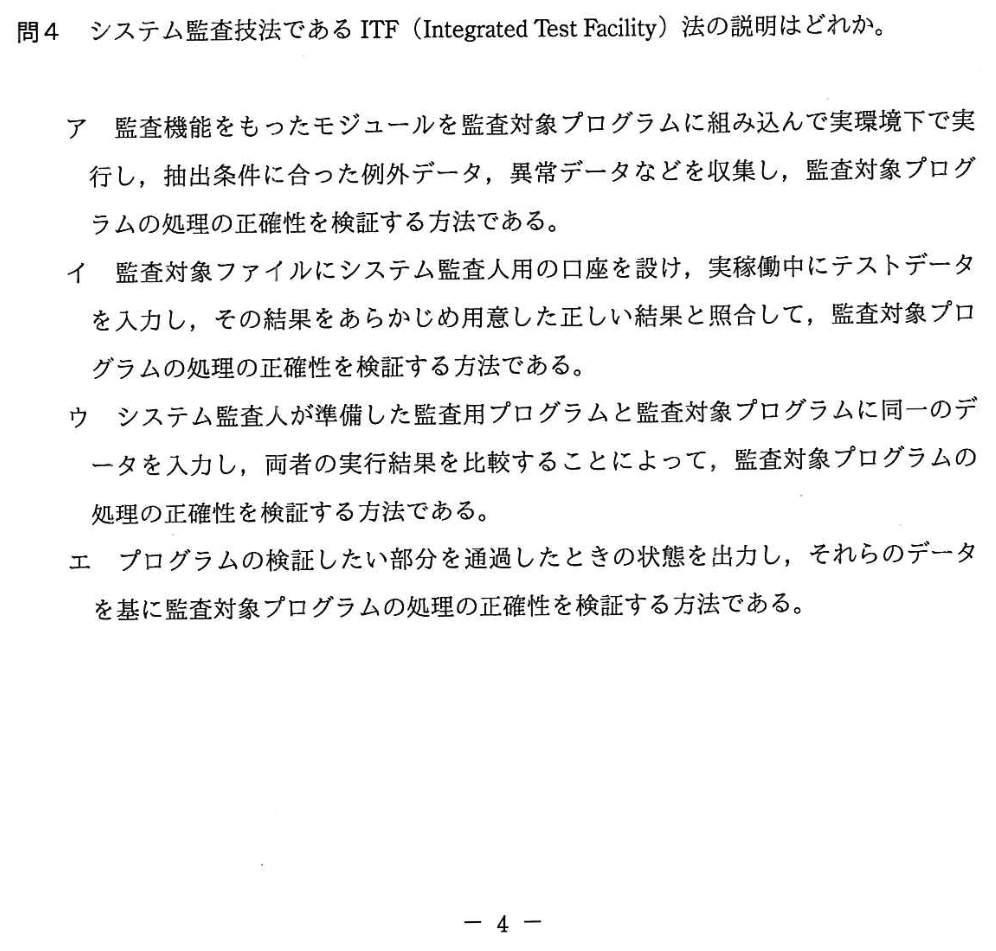 問4 システム監査技法である ITF（Integrated Test Facility）法の説明はどれか。
ア 監査機能をもったモジュールを監査対象プログラムに組み込んで実環境下で実
行し，抽出条件に合った例外データ，異常データなどを収集し，監査対象プログ
ラムの処理の正確性を検証する方法である。
イ 監査対象ファイルにシステム監査人用の口座を設け，実稼働中にテストデータ
を入力し，その結果をあらかじめ用意した正しい結果と照合して，監査対象プロ
グラムの処理の正確性を検証する方法である。
ウ システム監査人が準備した監査用プログラムと監査対象プログラムに同一のデ
ータを入力し，両者の実行結果を比較することによって，監査対象プログラムの
処理の正確性を検証する方法である。
エ プログラムの検証したい部分を通過したときの状態を出力し，それらのデータ
を基に監査対象プログラムの処理の正確性を検証する方法である。
－ 4 －